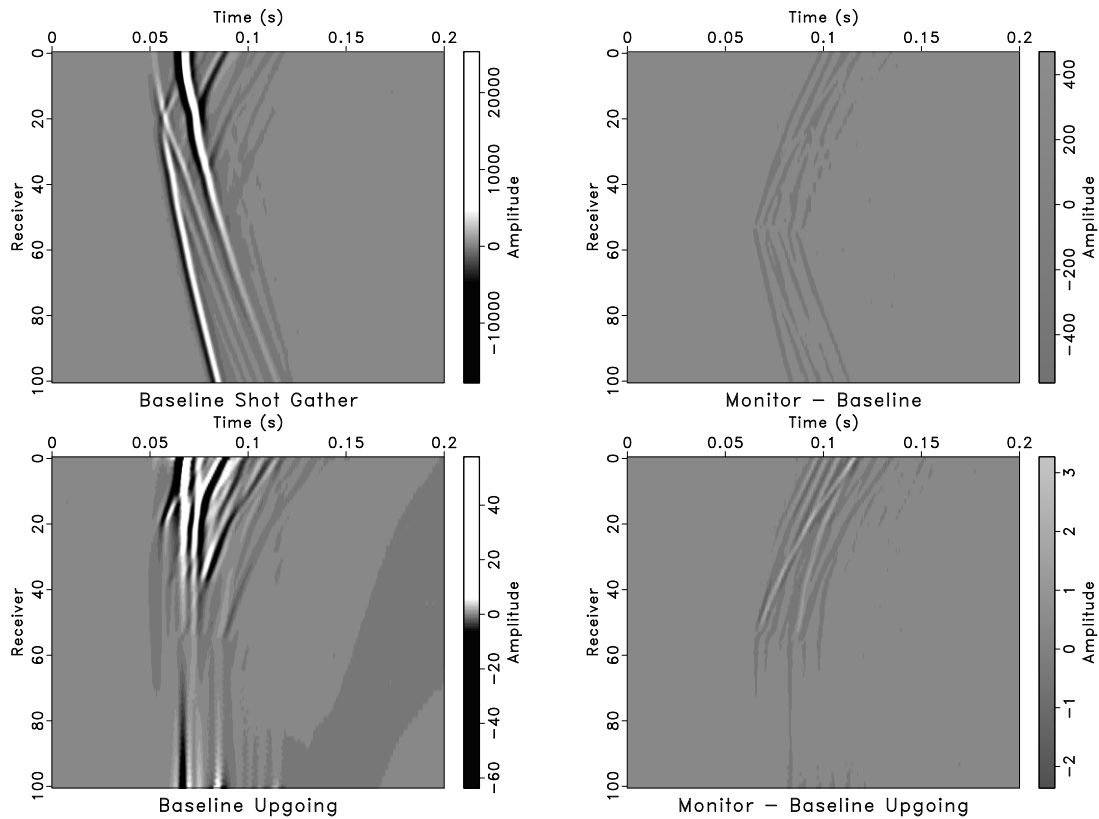 Time (s)
0 0.05 0.1 0.15 0.2
Receiver
0 20 40 60 80 100
20000 10000 0 −10000
Amplitude
Baseline Shot Gather
Time (s)
0 0.05 0.1 0.15 0.2
Receiver
0 20 40 60 80 100
400 200 0 −200 −400
Amplitude
Monitor − Baseline
Time (s)
0 0.05 0.1 0.15 0.2
Receiver
0 20 40 60 80 100
40 20 0 −20 −40 −60
Amplitude
Baseline Upgoing
Time (s)
0 0.05 0.1 0.15 0.2
Receiver
0 20 40 60 80 100
3 2 1 0 −1 −2
Amplitude
Monitor − Baseline Upgoing